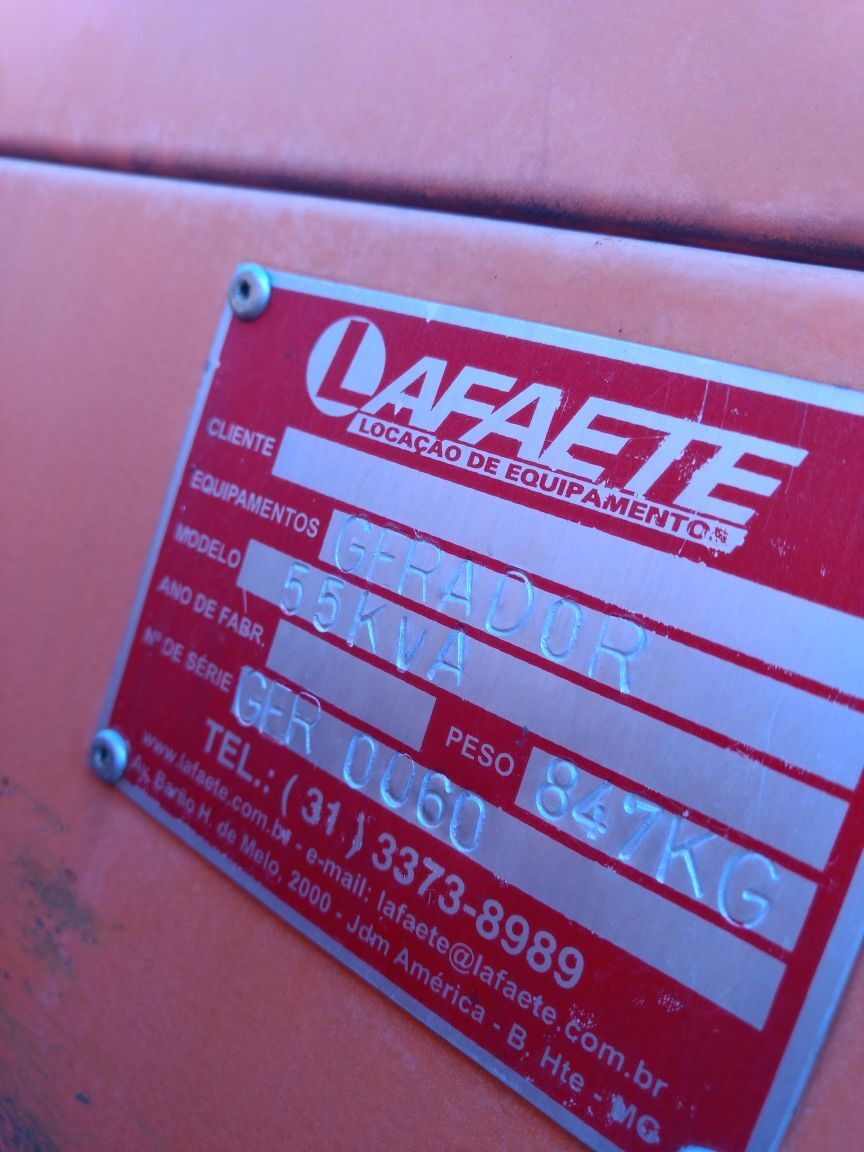 LAFAETE
LOCAÇÃO DE EQUIPAMENTOS
CLIENTE
EQUIPAMENTOS GERADOR
MODELO 55KVA
ANO DE FABR. PESO 847KG
Nº DE SÉRIE GER 0060
TEL.: (31) 3373-8989
www.lafaete.com.br - e-mail: lafaete@lafaete.com.br
Av. Barão H. de Melo, 2000 - Jdm América - B. Hte - MG